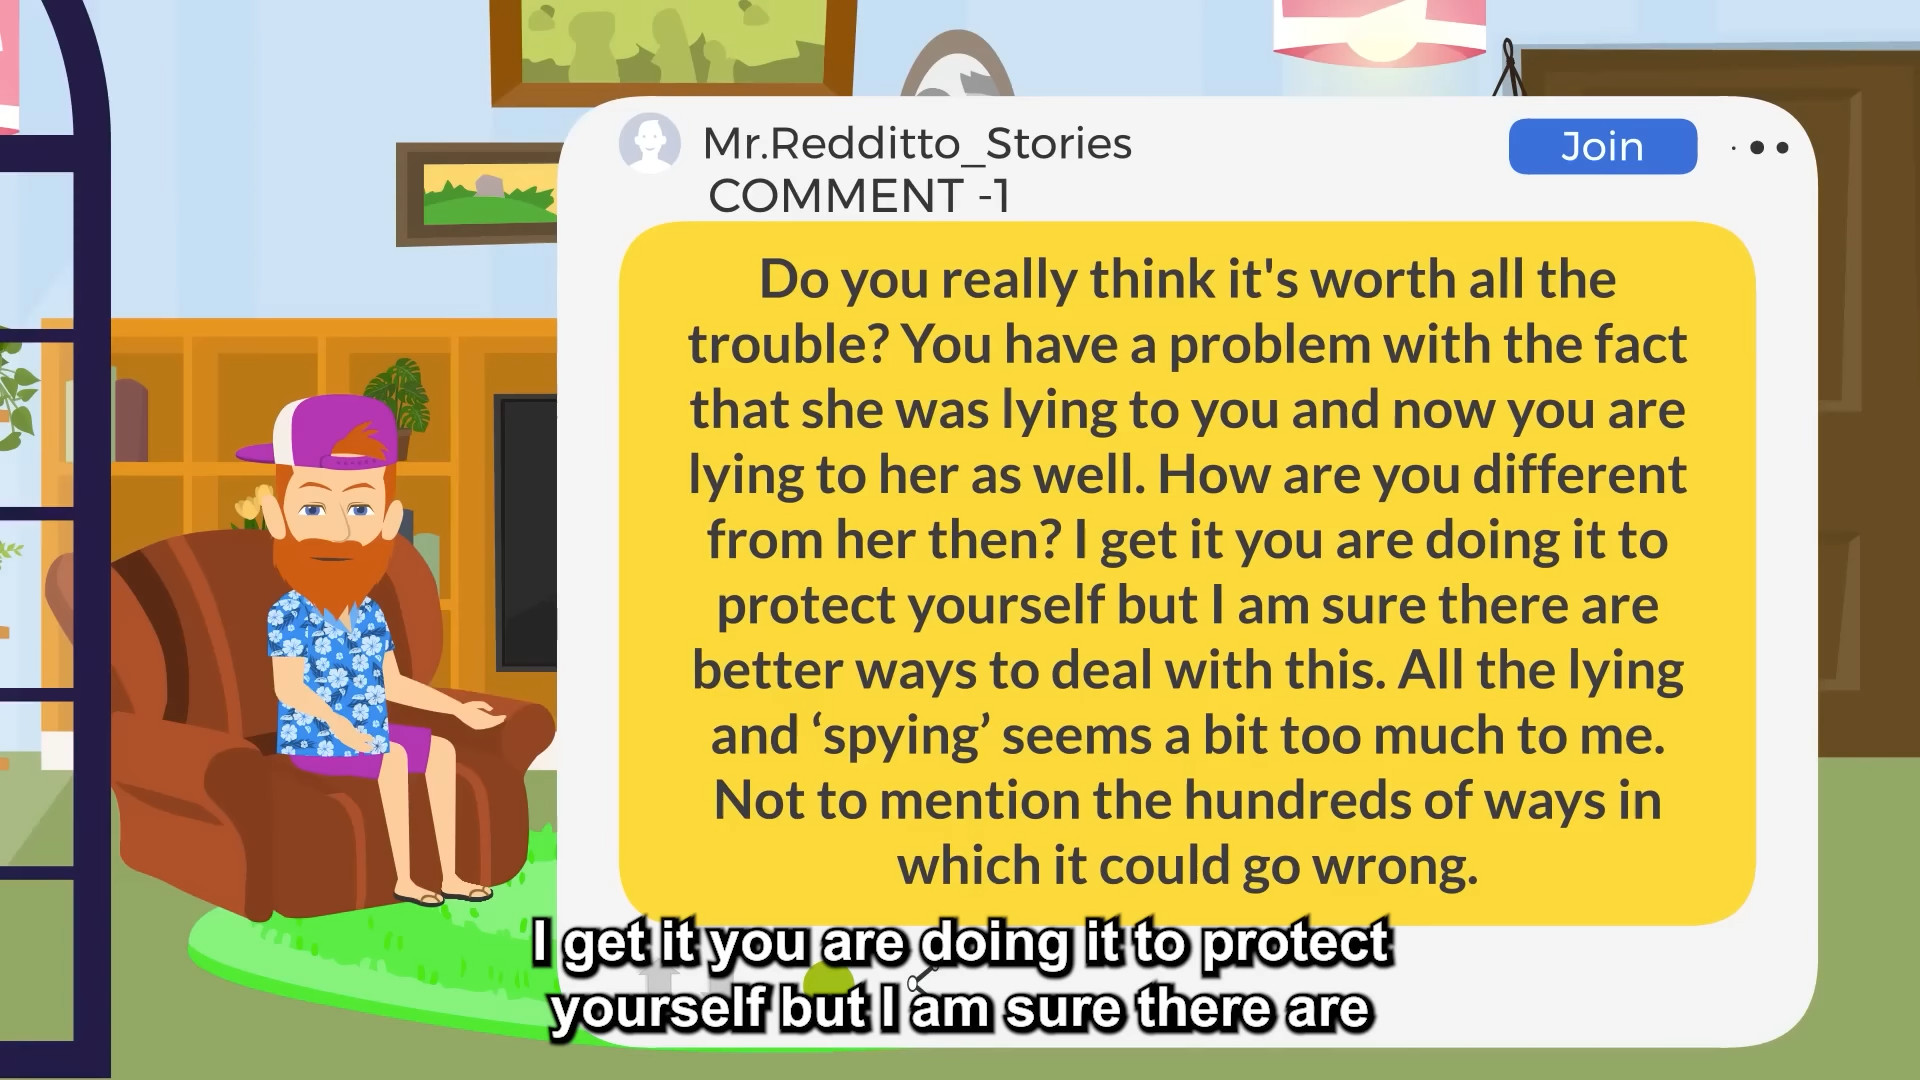 Mr.Redditto_Stories
Join
COMMENT -1
Do you really think it's worth all the
trouble? You have a problem with the fact
that she was lying to you and now you are
lying to her as well. How are you different
from her then? I get it you are doing it to
protect yourself but I am sure there are
better ways to deal with this. All the lying
and ‘spying’ seems a bit too much to me.
Not to mention the hundreds of ways in
which it could go wrong.
I get it you are doing it to protect
yourself but I am sure there are